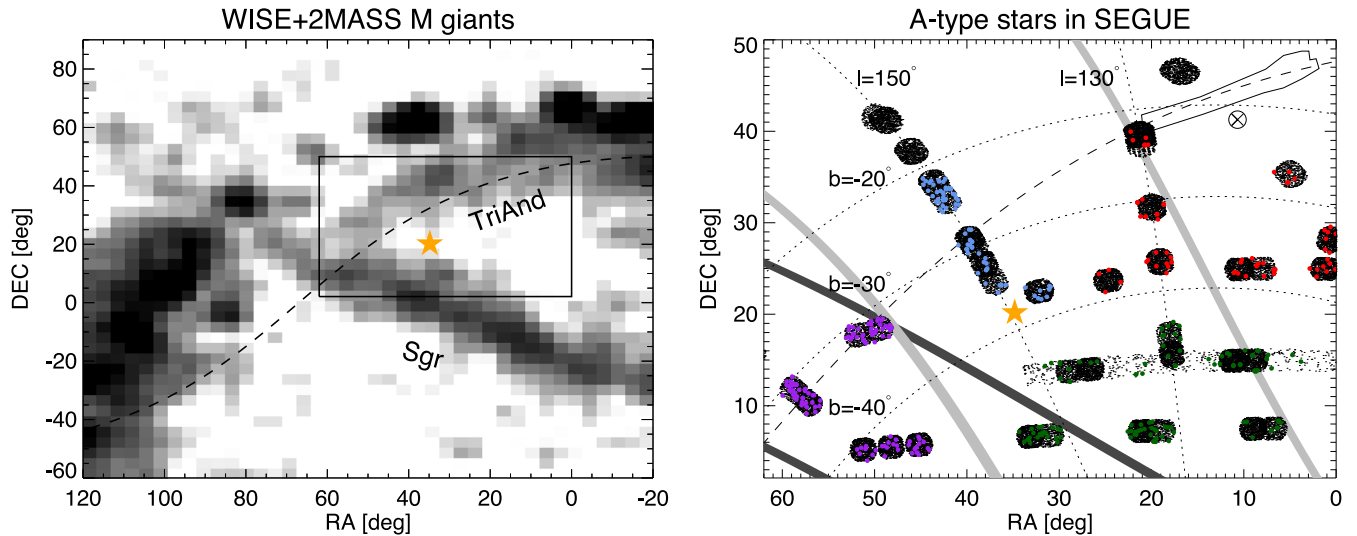 WISE+2MASS M giants
DEC [deg]
80
60
40
20
0
-20
-40
-60
TriAnd
Sgr
120 100 80 60 40 20 0 -20
RA [deg]
A-type stars in SEGUE
DEC [deg]
50
40
30
20
10
l=150°
l=130°
b=-20°
b=-30°
b=-40°
60 50 40 30 20 10 0
RA [deg]